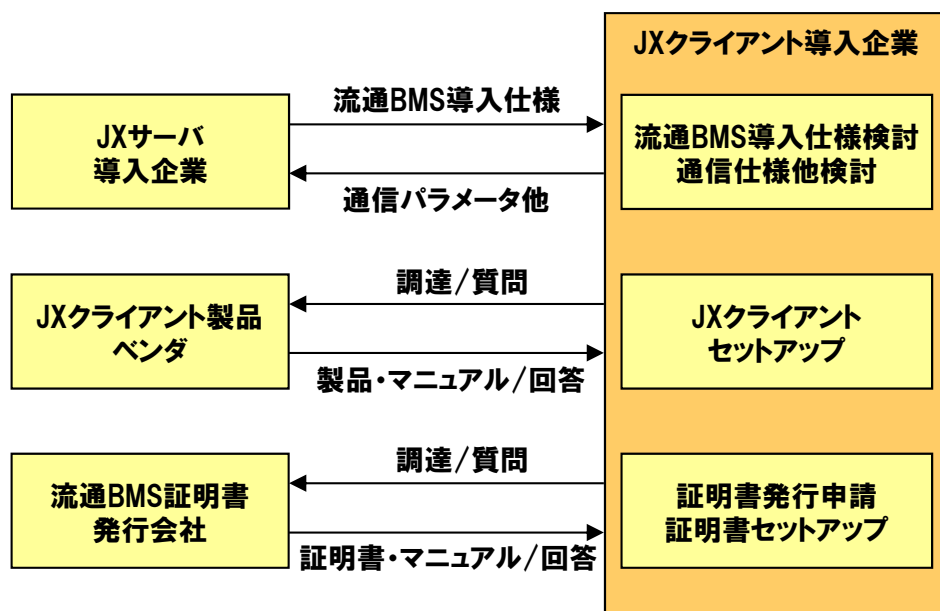 JXクライアント導入企業
流通BMS導入仕様
JXサーバ
導入企業
流通BMS導入仕様検討
通信仕様他検討
通信パラメータ他
調達/質問
JXクライアント製品
ベンダ
JXクライアント
セットアップ
製品・マニュアル/回答
調達/質問
流通BMS証明書
発行会社
証明書発行申請
証明書セットアップ
証明書・マニュアル/回答